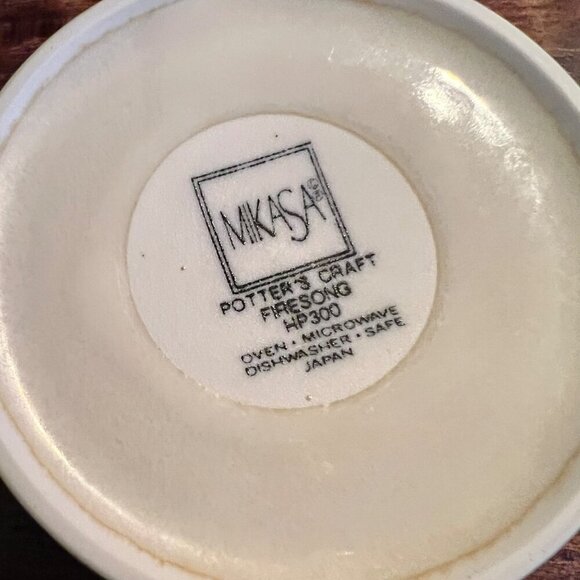 MIKASA ©®
POTTER'S CRAFT
FIRESONG
HP300
OVEN · MICROWAVE
DISHWASHER · SAFE
JAPAN